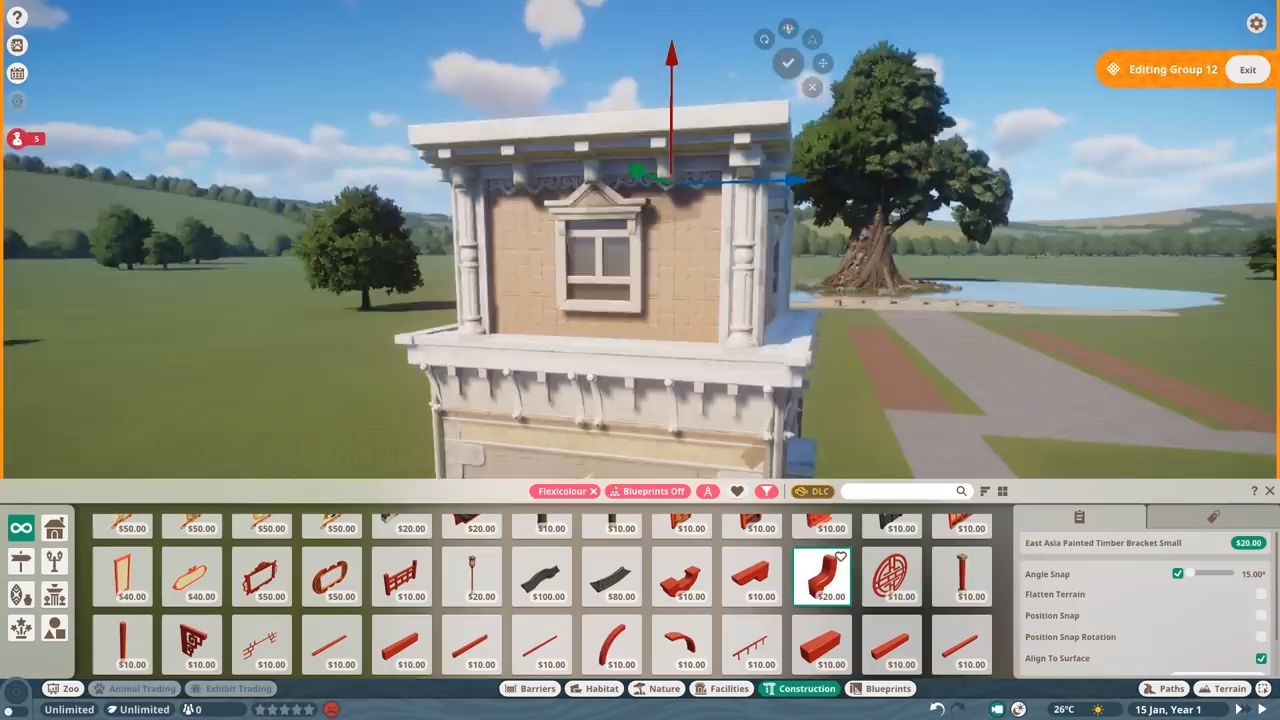 ?
Editing Group 12
Exit
5
Flexicolour ×
Blueprints Off
DLC
? ×
$50.00 $50.00 $50.00 $50.00 $20.00 $20.00 $10.00 $10.00 $10.00 $10.00 $10.00 $10.00 $10.00
$40.00 $40.00 $20.00 $20.00 $10.00 $20.00 $100.00 $80.00 $10.00 $10.00 $20.00 $10.00 $10.00
$10.00 $10.00 $10.00 $10.00 $10.00 $10.00 $10.00 $10.00 $10.00 $10.00 $10.00 $10.00 $10.00
East Asia Painted Timber Bracket Small $20.00
Angle Snap 15.00°
Flatten Terrain
Position Snap
Position Snap Rotation
Align To Surface
Zoo Animal Trading Exhibit Trading Barriers Habitat Nature Facilities Construction Blueprints Paths Terrain
Unlimited Unlimited 0 26°C 15 Jan, Year 1